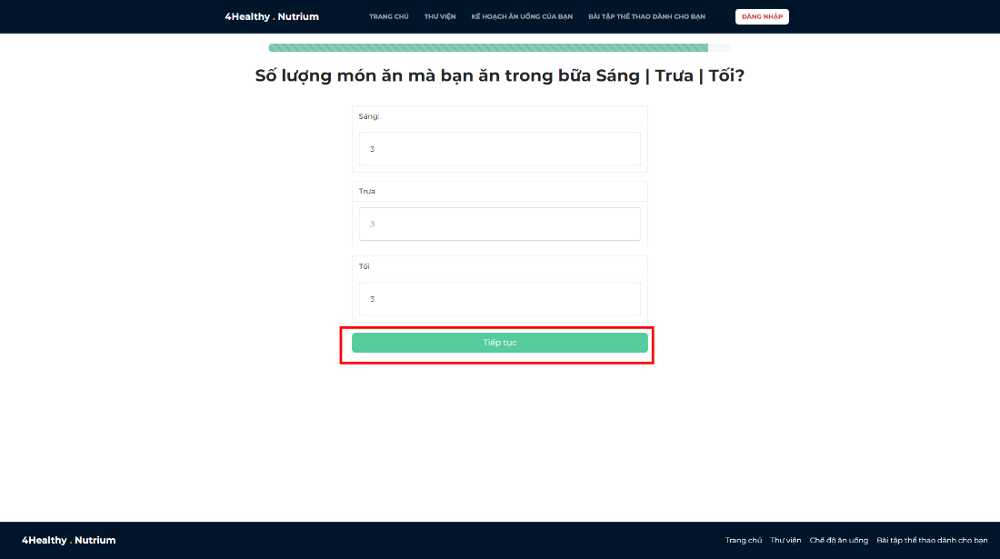 4Healthy . Nutrium TRANG CHỦ THƯ VIỆN KẾ HOẠCH ĂN UỐNG CỦA BẠN BÀI TẬP THỂ THAO DÀNH CHO BẠN ĐĂNG NHẬP
Số lượng món ăn mà bạn ăn trong bữa Sáng | Trưa | Tối?
Sáng:
3
Trưa
3
Tối
3
Tiếp tục
4Healthy . Nutrium Trang chủ Thư viện Chế độ ăn uống Bài tập thể thao dành cho bạn